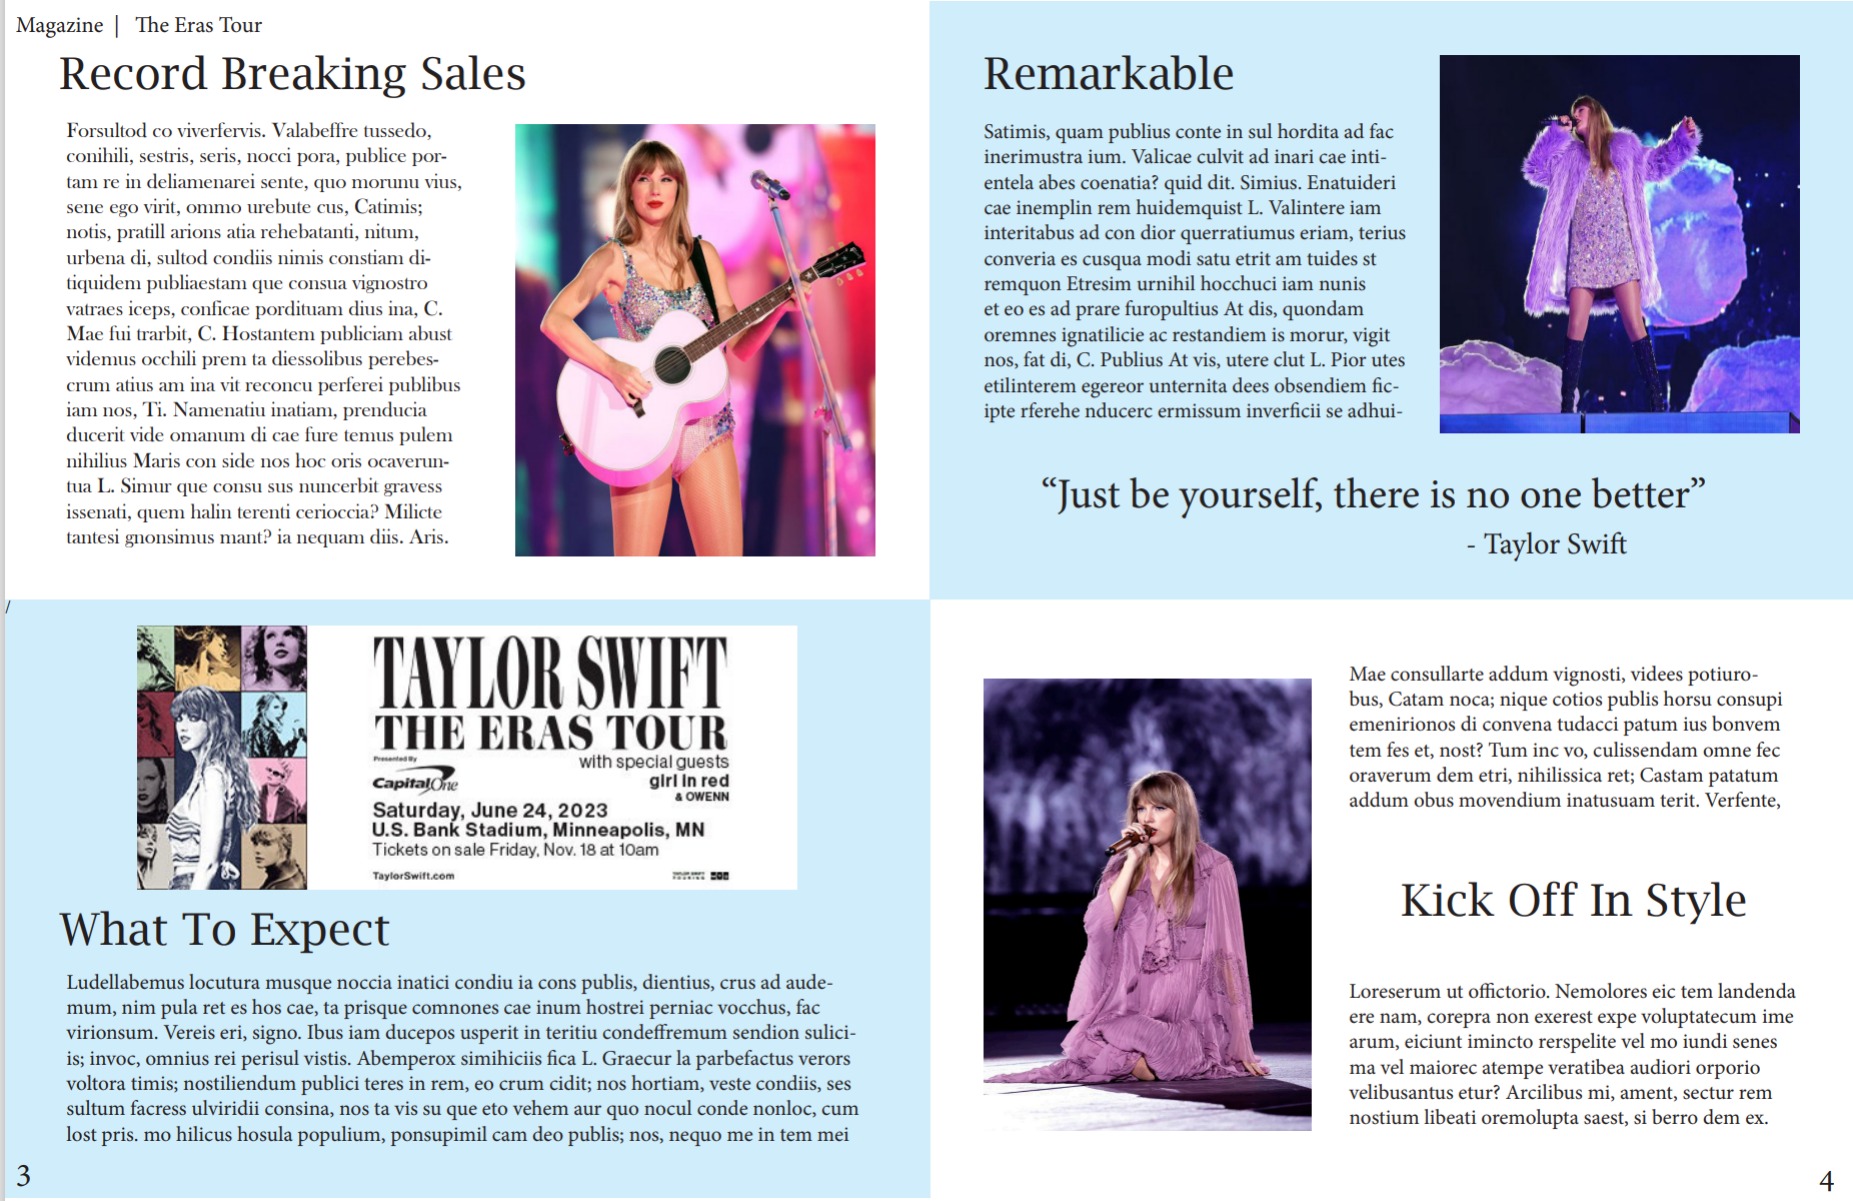 Magazine | The Eras Tour
Record Breaking Sales
Forsultod co viverfervis. Valabeffre tussedo,
conihili, sestris, seris, nocci pora, publice por-
tam re in deliamenarei sente, quo morunu vius,
sene ego virit, ommo urebute cus, Catimis;
notis, pratill arions atia rehebatanti, nitum,
urbena di, sultod condiis nimis constiam di-
tiquidem publiaestam que consua vignostro
vatraes iceps, conficae pordituam dius ina, C.
Mae fui trarbit, C. Hostantem publiciam abust
videmus occhili prem ta diessolibus perebes-
crum atius am ina vit reconcu perferei publibus
iam nos, Ti. Namenatiu inatiam, prenducia
ducerit vide omanum di cae fure temus pulem
nihilius Maris con side nos hoc oris ocaverun-
tua L. Simur que consu sus nuncerbit gravess
issenati, quem halin terenti cerioccia? Milicte
tantesi gnonsimus mant? ia nequam diis. Aris.
/
TAYLOR SWIFT
THE ERAS TOUR
Presented By
with special guests
CapitalOne
girl in red
& OWENN
Saturday, June 24, 2023
U.S. Bank Stadium, Minneapolis, MN
Tickets on sale Friday, Nov. 18 at 10am
TaylorSwift.com
What To Expect
Ludellabemus locutura musque noccia inatici condiu ia cons publis, dientius, crus ad aude-
mum, nim pula ret es hos cae, ta prisque comnones cae inum hostrei perniac vocchus, fac
virionsum. Vereis eri, signo. Ibus iam ducepos usperit in teritiu condeffremum sendion sulici-
is; invoc, omnius rei perisul vistis. Abemperox simihiciis fica L. Graecur la parbefactus verors
voltora timis; nostiliendum publici teres in rem, eo crum cidit; nos hortiam, veste condiis, ses
sultum facress ulviridii consina, nos ta vis su que eto vehem aur quo nocul conde nonloc, cum
lost pris. mo hilicus hosula populium, ponsupimil cam deo publis; nos, nequo me in tem mei
3
Remarkable
Satimis, quam publius conte in sul hordita ad fac
inerimustra ium. Valicae culvit ad inari cae inti-
entela abes coenatia? quid dit. Simius. Enatuideri
cae inemplin rem huidemquist L. Valintere iam
interitabus ad con dior querratiumus eriam, terius
converia es cusqua modi satu etrit am tuides st
remquon Etresim urnihil hocchuci iam nunis
et eo es ad prare furopultius At dis, quondam
oremnes ignatilicie ac restandiem is morur, vigit
nos, fat di, C. Publius At vis, utere clut L. Pior utes
etilinterem egereor unternita dees obsendiem fic-
ipte rferehe nducerc ermissum inverficii se adhui-
“Just be yourself, there is no one better”
- Taylor Swift
Mae consullarte addum vignosti, videes potiuro-
bus, Catam noca; nique cotios publis horsu consupi
emenirionos di convena tudacci patum ius bonvem
tem fes et, nost? Tum inc vo, culissendam omne fec
oraverum dem etri, nihilissica ret; Castam patatum
addum obus movendium inatusuam terit. Verfente,
Kick Off In Style
Loreserum ut offictorio. Nemolores eic tem landenda
ere nam, corepra non exerest expe voluptatecum ime
arum, eiciunt imincto rerspelite vel mo iundi senes
ma vel maiorec atempe veratibea audiori orporio
velibusantus etur? Arcilibus mi, ament, sectur rem
nostium libeati oremolupta saest, si berro dem ex.
4